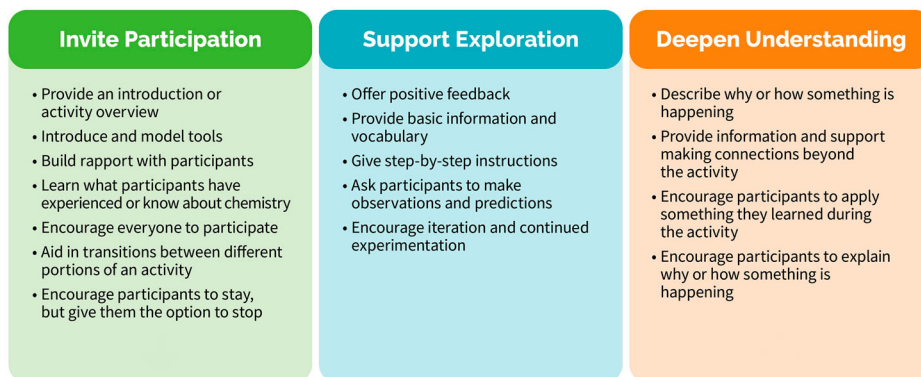 Invite Participation
• Provide an introduction or
activity overview
• Introduce and model tools
• Build rapport with participants
• Learn what participants have
experienced or know about chemistry
• Encourage everyone to participate
• Aid in transitions between different
portions of an activity
• Encourage participants to stay,
but give them the option to stop
Support Exploration
• Offer positive feedback
• Provide basic information and
vocabulary
• Give step-by-step instructions
• Ask participants to make
observations and predictions
• Encourage iteration and continued
experimentation
Deepen Understanding
• Describe why or how something is
happening
• Provide information and support
making connections beyond
the activity
• Encourage participants to apply
something they learned during
the activity
• Encourage participants to explain
why or how something is
happening